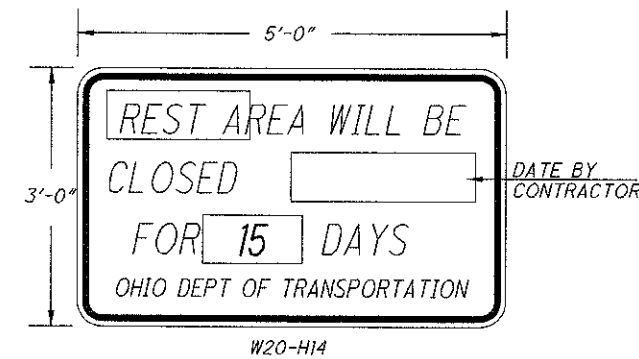 5'-0"
REST AREA WILL BE
CLOSED
DATE BY
CONTRACTOR
3'-0"
FOR 15 DAYS
OHIO DEPT OF TRANSPORTATION
W20-H14